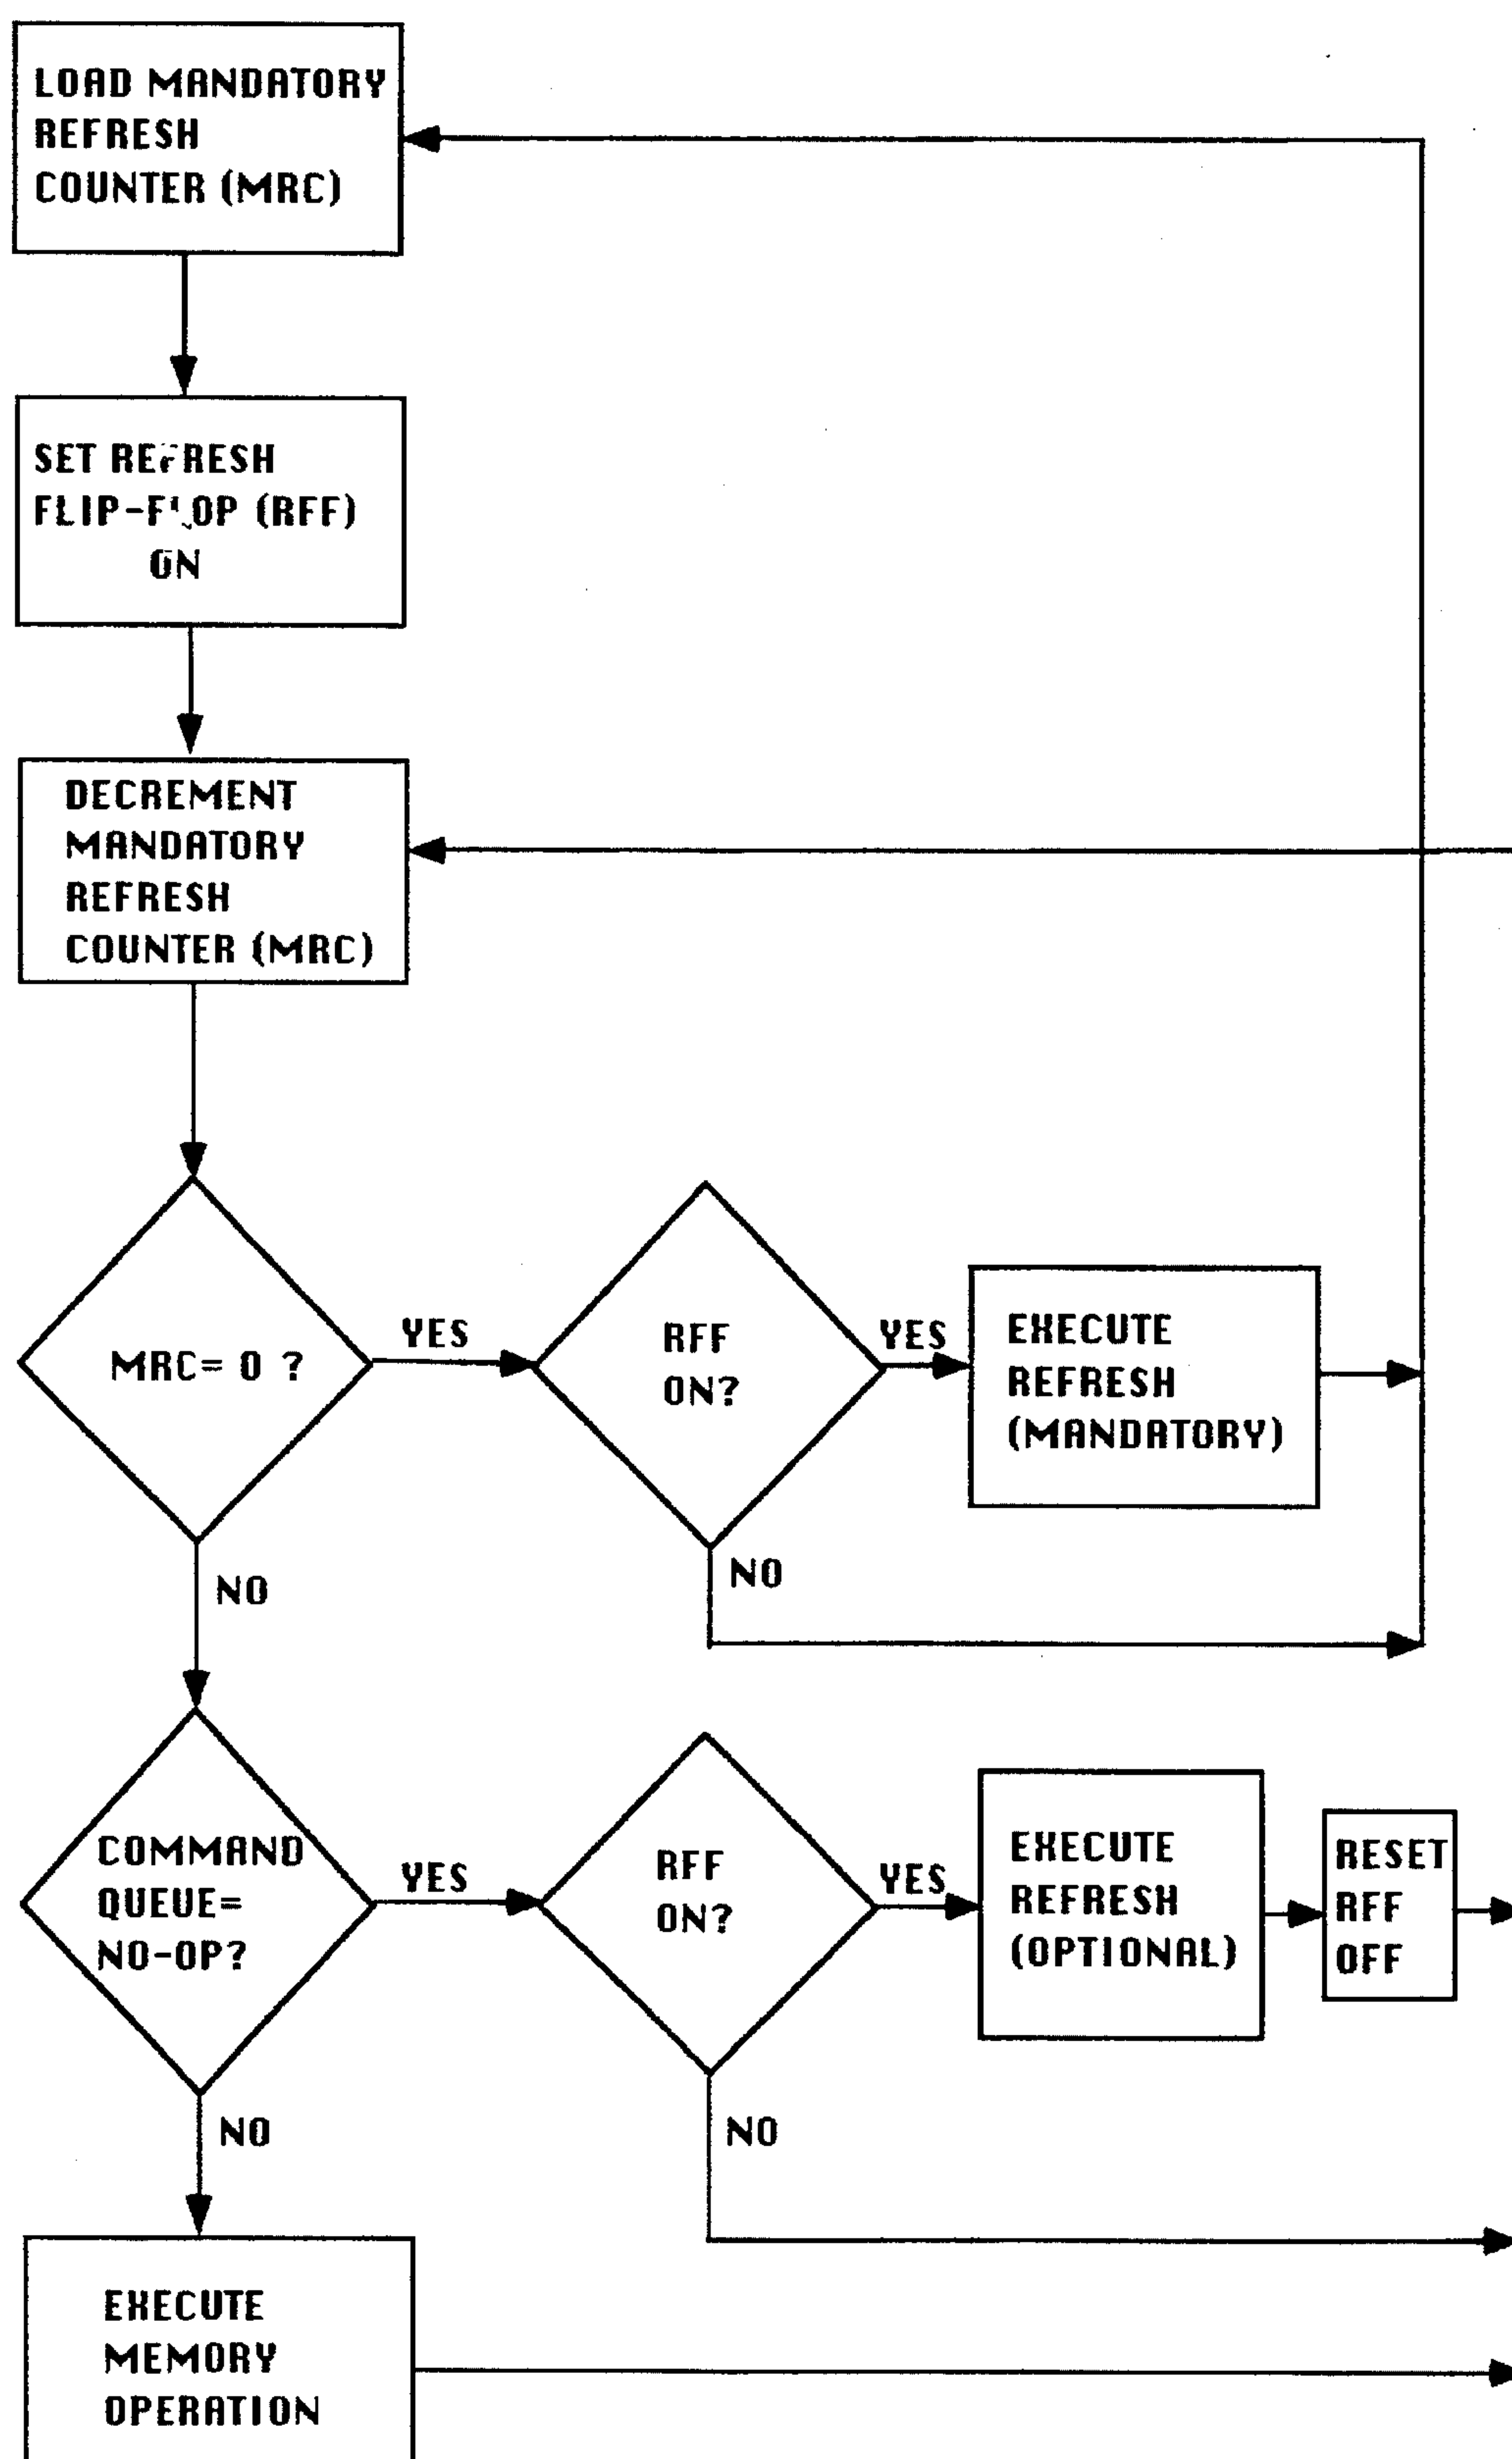 LOAD MANDATORY
REFRESH
COUNTER (MRC)
SET REFRESH
FLIP-FLOP (RFF)
ON
DECREMENT
MANDATORY
REFRESH
COUNTER (MRC)
MRC= 0 ?
YES
RFF
ON?
YES
EXECUTE
REFRESH
(MANDATORY)
NO
NO
COMMAND
QUEUE=
NO-OP?
YES
RFF
ON?
YES
EXECUTE
REFRESH
(OPTIONAL)
RESET
RFF
OFF
NO
NO
EXECUTE
MEMORY
OPERATION